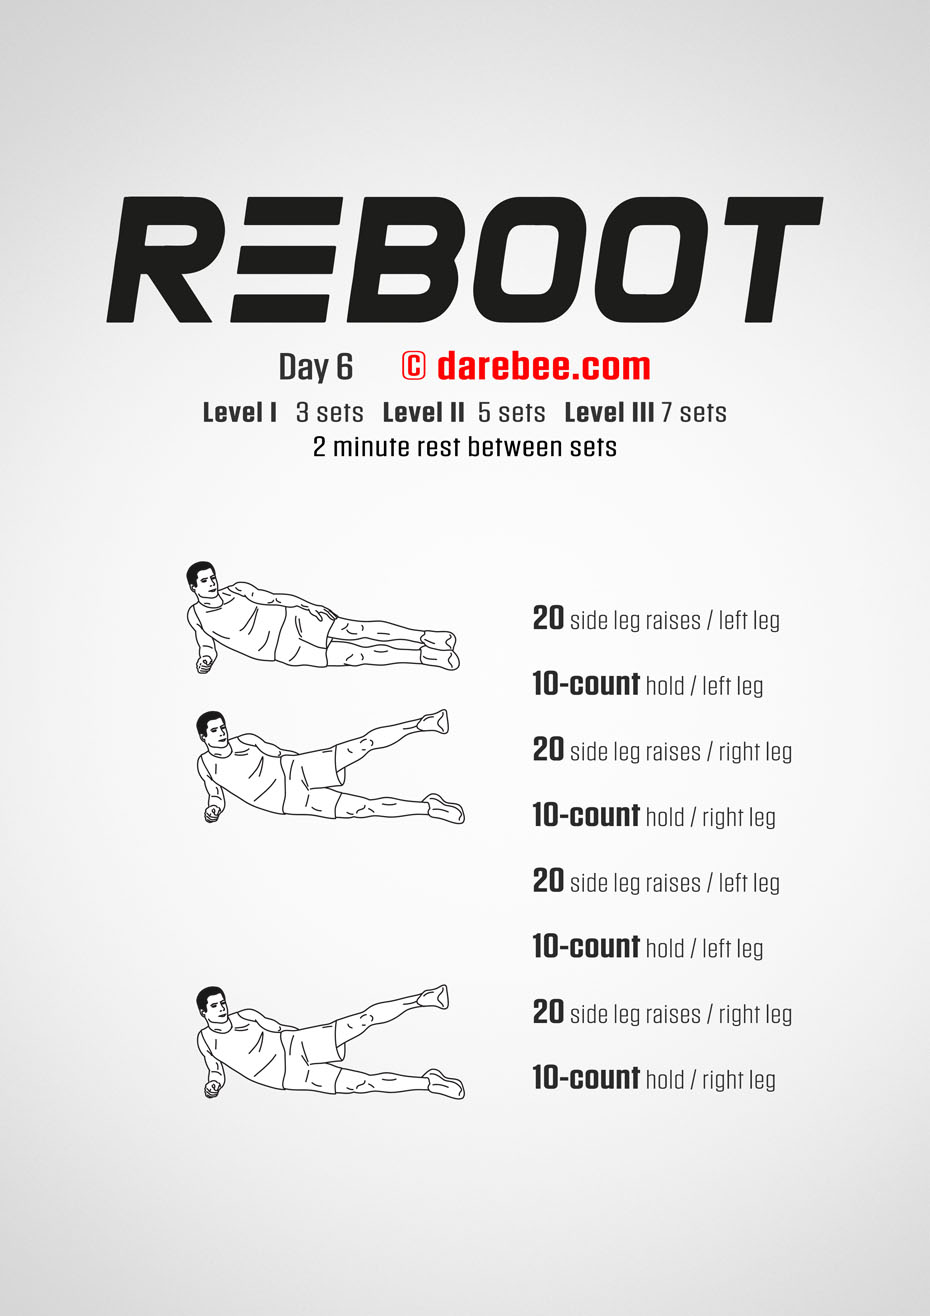 REBOOT
Day 6 © darebee.com
Level I 3 sets Level II 5 sets Level III 7 sets
2 minute rest between sets
20 side leg raises / left leg
10-count hold / left leg
20 side leg raises / right leg
10-count hold / right leg
20 side leg raises / left leg
10-count hold / left leg
20 side leg raises / right leg
10-count hold / right leg